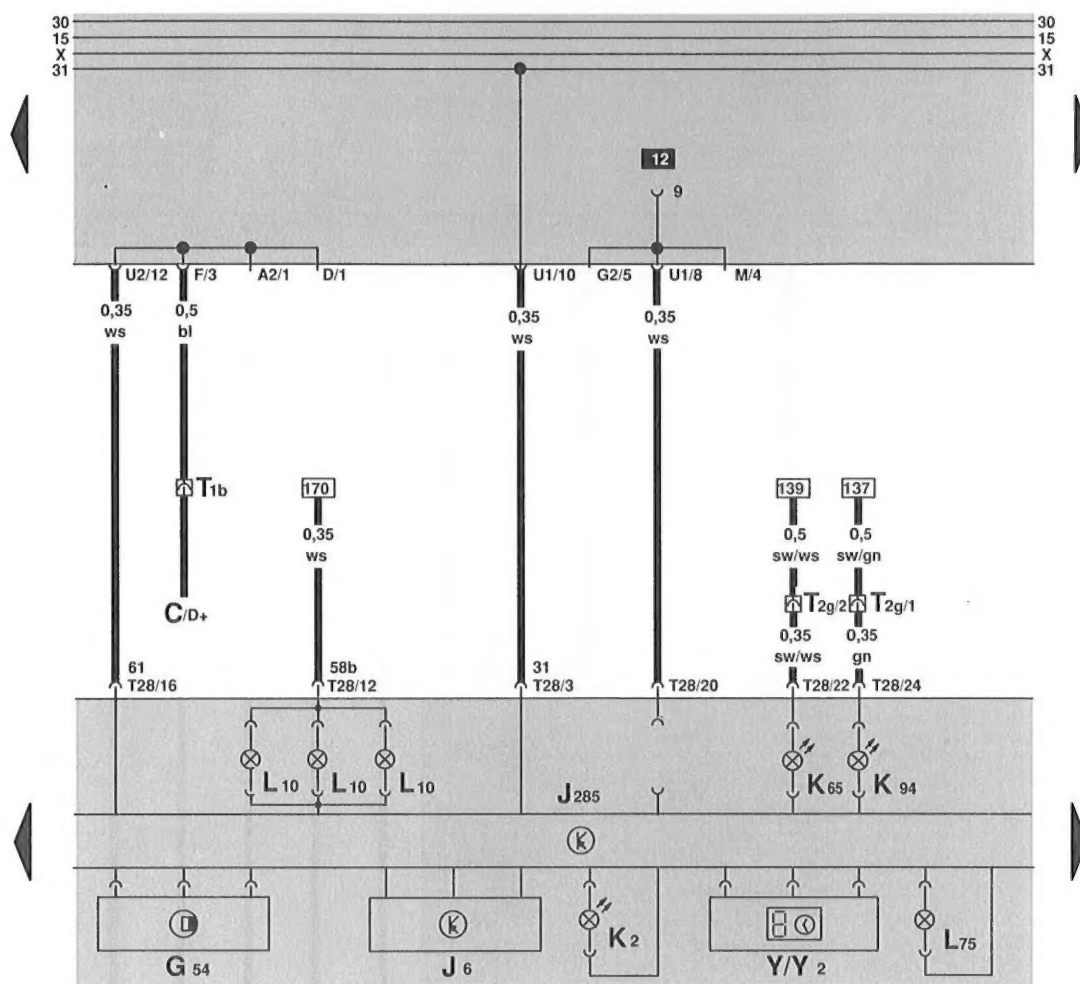 30 30
15 15
X X
31 31
12
9
U2/12 F/3 A2/1 D/1 U1/10 G2/5 U1/8 M/4
0,35 0,5 0,35 0,35
ws bl ws ws
T1b 170 139 137
0,35 0,5 0,5
ws sw/ws sw/gn
C/D+ T2g/2 T2g/1
0,35 0,35
sw/ws gn
61 58b 31
T28/16 T28/12 T28/3 T28/20 T28/22 T28/24
L10 L10 L10 J285 K65 K94
G54 J6 K2 Y/Y2 L75